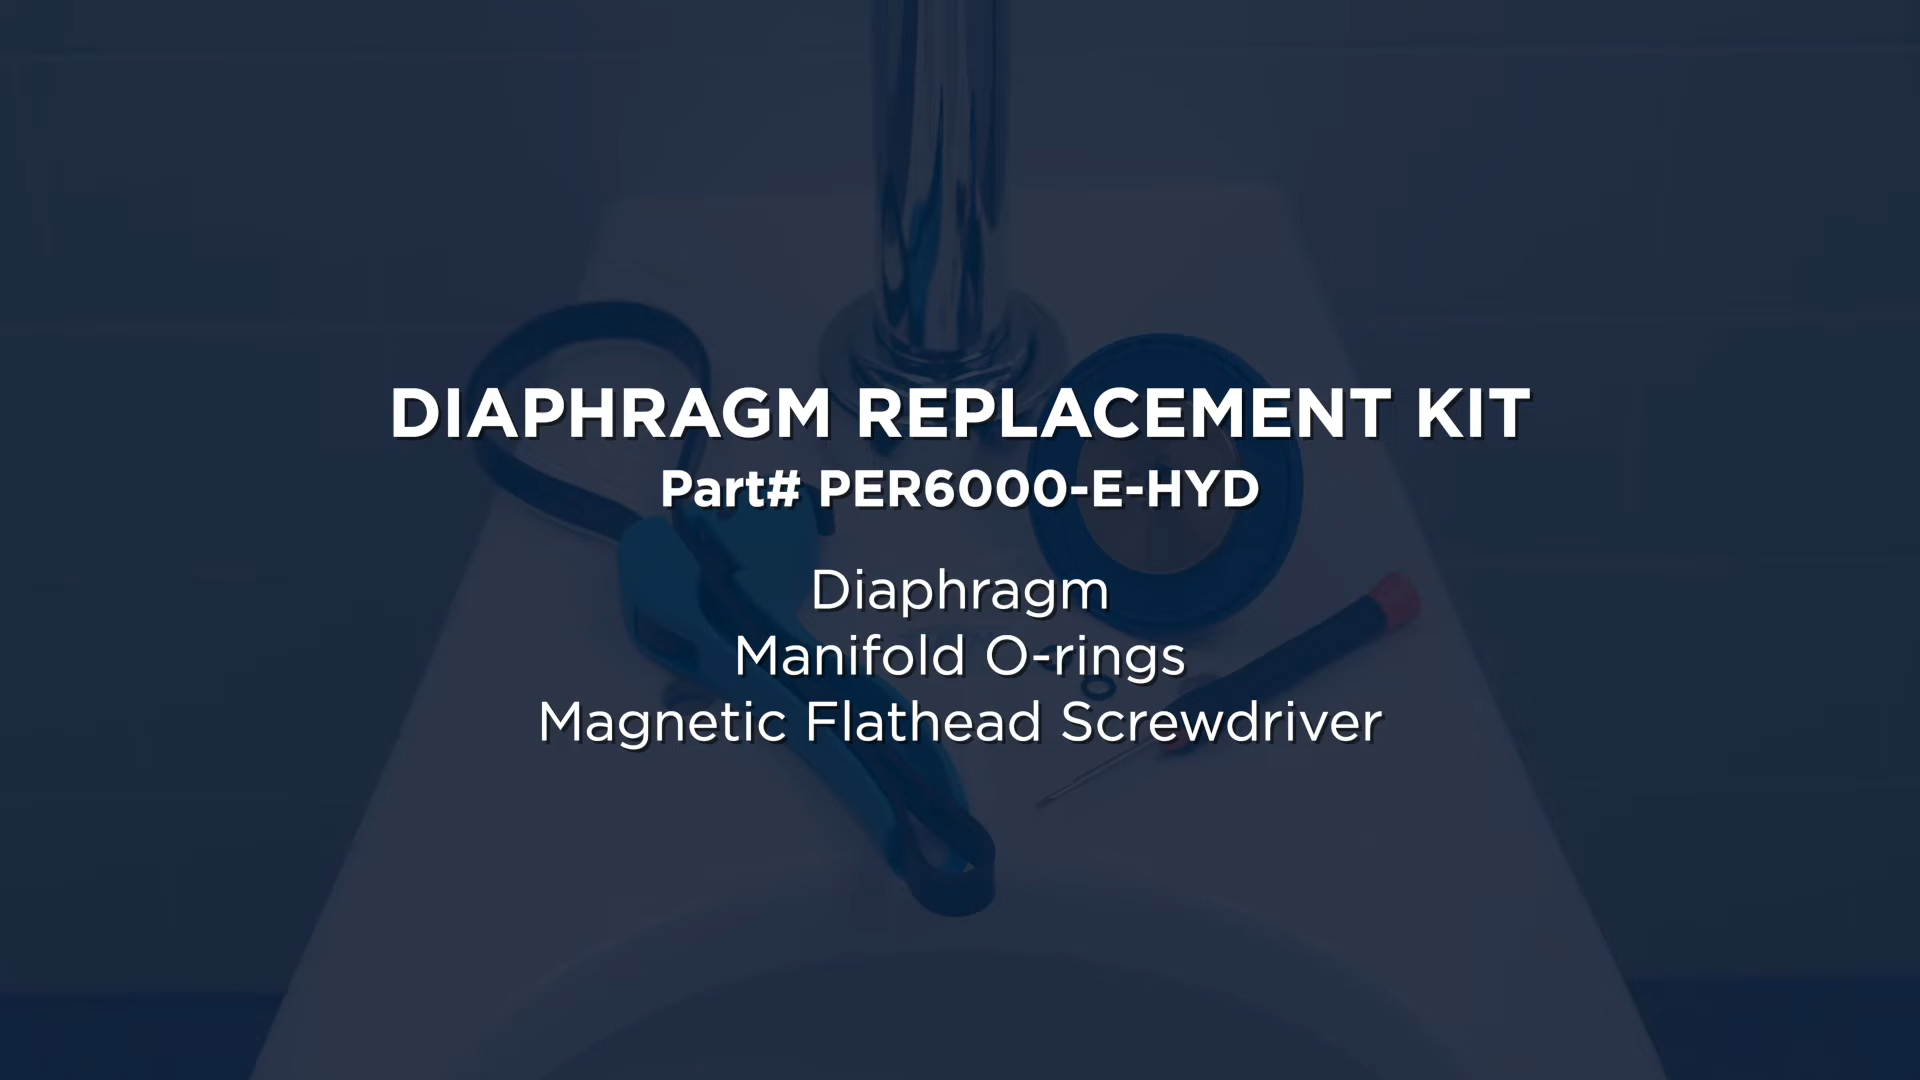 DIAPHRAGM REPLACEMENT KIT
Part# PER6000-E-HYD
Diaphragm
Manifold O-rings
Magnetic Flathead Screwdriver